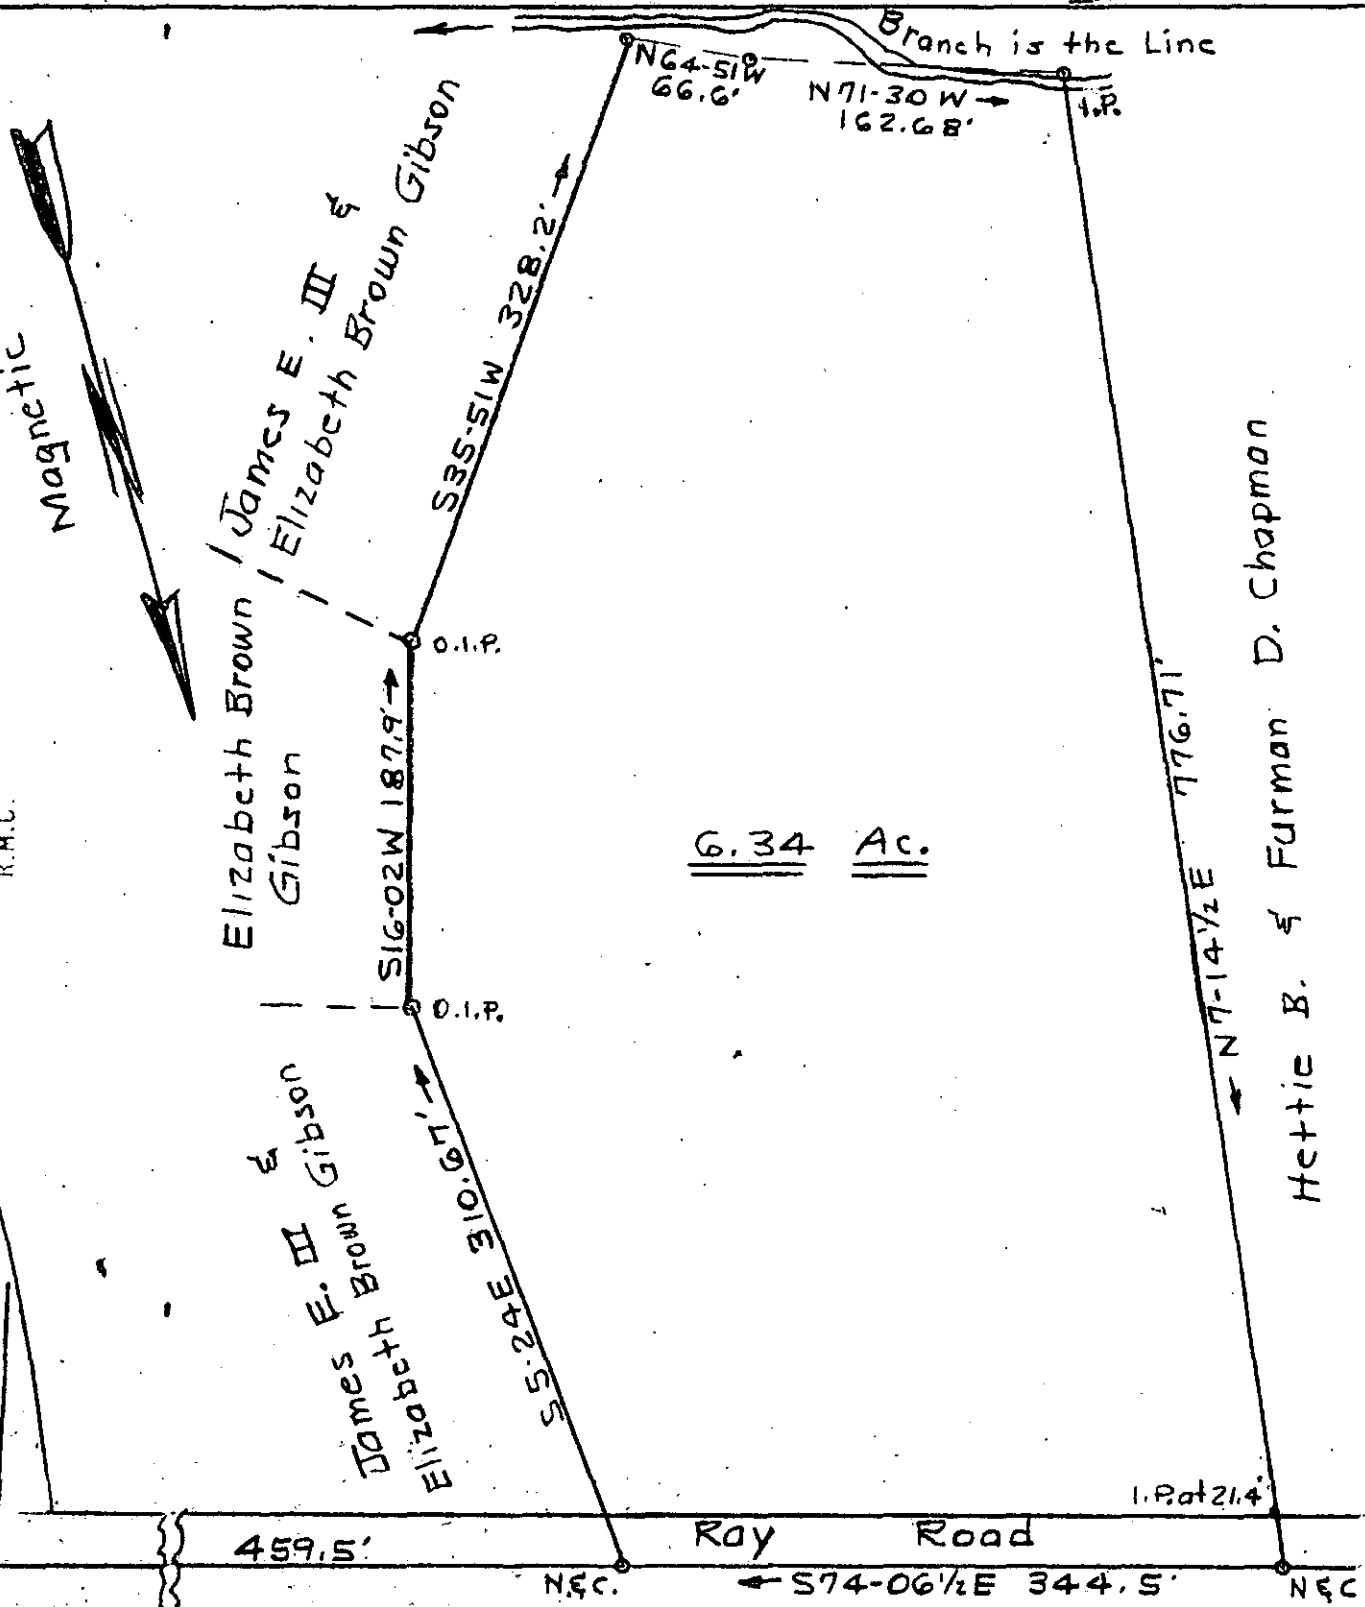 Branch is the Line
N64-51W
66.6'
N71-30W
162.68'
I.P.
Magnetic
James E. III &
Elizabeth Brown Gibson
S35-51W 328.2'
O.I.P.
Elizabeth Brown
Gibson
S16-02W 187.9'
R.M.C.
6.34 Ac.
N7-14½E 776.71'
Hettie B. & Furman D. Chapman
O.I.P.
James E. III &
Elizabeth Brown Gibson
S5-24E 310.67'
I.P. at 21.4'
Ray Road
459.5'
N&C.
S74-06½E 344.5'
N&C